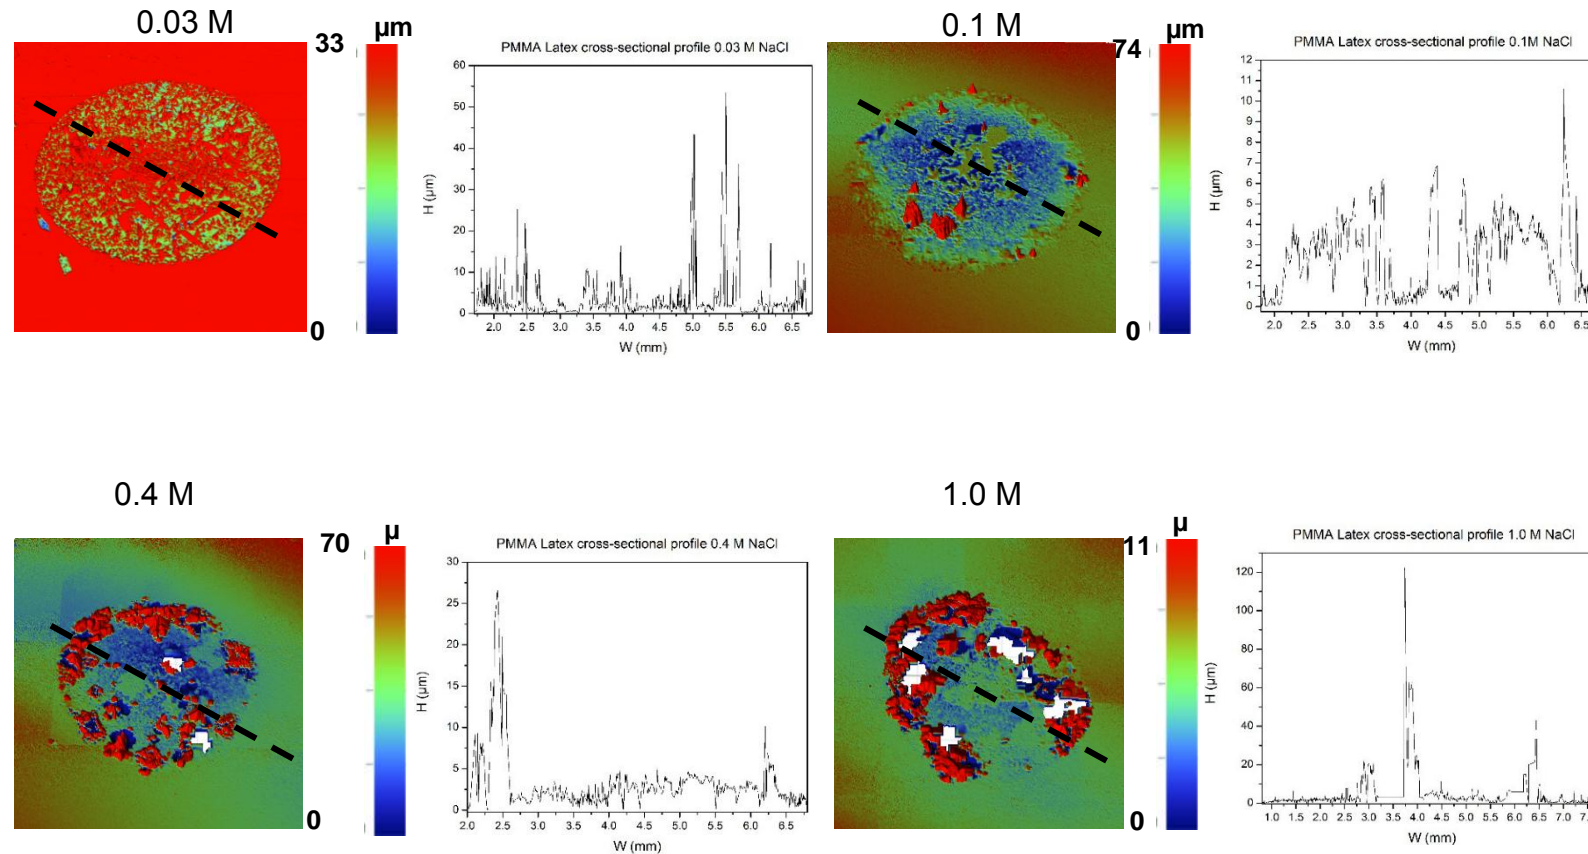 0.03 M
33 µm
0
PMMA Latex cross-sectional profile 0.03 M NaCl
60
50
40
30
20
10
0
H (µm)
2.0 2.5 3.0 3.5 4.0 4.5 5.0 5.5 6.0 6.5
W (mm)
0.1 M
74 µm
0
PMMA Latex cross-sectional profile 0.1M NaCl
12
11
10
9
8
7
6
5
4
3
2
1
0
H (µm)
2.0 2.5 3.0 3.5 4.0 4.5 5.0 5.5 6.0 6.5
W (mm)
0.4 M
70 µ
0
PMMA Latex cross-sectional profile 0.4 M NaCl
30
25
20
15
10
5
0
H (µm)
2.0 2.5 3.0 3.5 4.0 4.5 5.0 5.5 6.0 6.5
W (mm)
1.0 M
11 µ
0
PMMA Latex cross-sectional profile 1.0 M NaCl
120
100
80
60
40
20
0
H (µm)
1.0 1.5 2.0 2.5 3.0 3.5 4.0 4.5 5.0 5.5 6.0 6.5 7.0
W (mm)